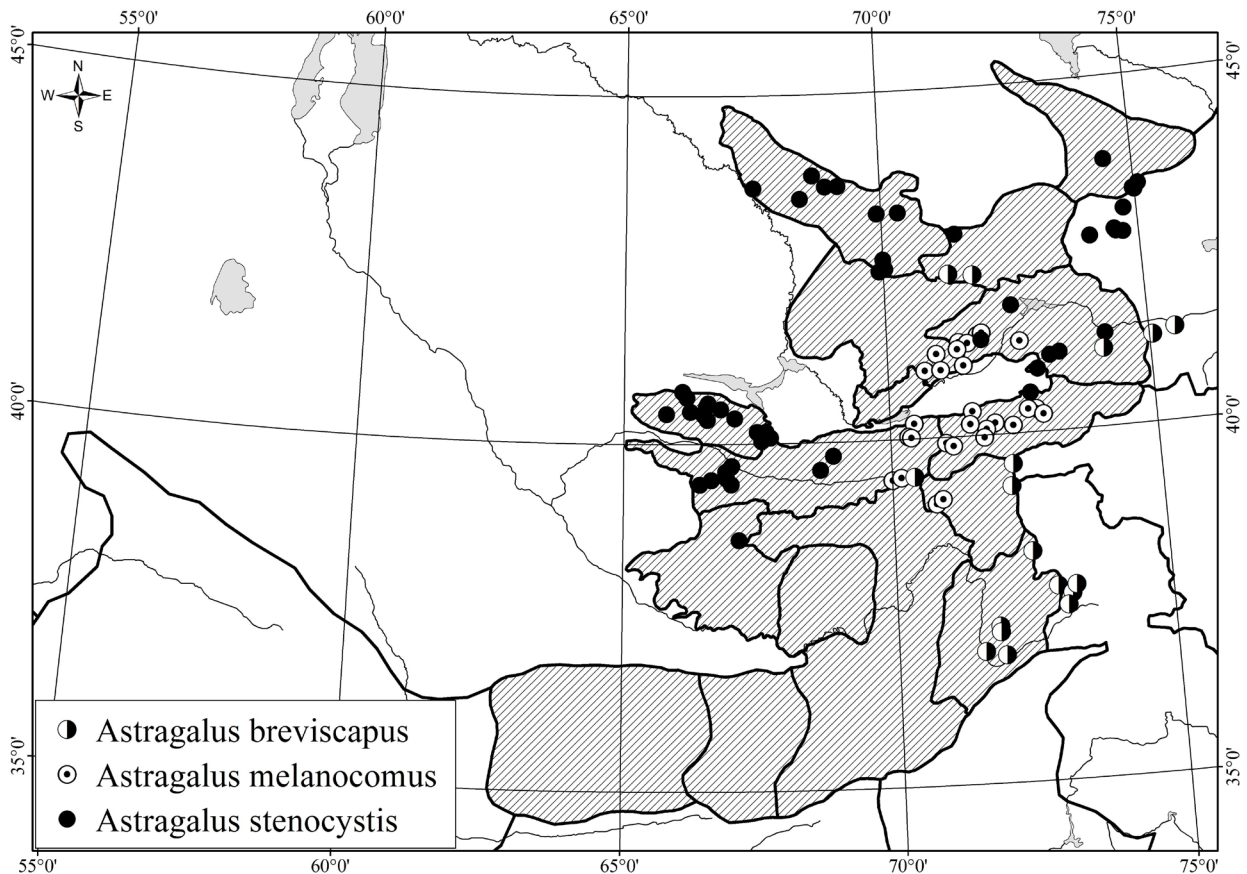 55°0' 60°0' 65°0' 70°0' 75°0'
45°0' 45°0'
N
W E
S
40°0' 40°0'
35°0' 35°0'
Astragalus breviscapus
Astragalus melanocomus
Astragalus stenocystis
55°0' 60°0' 65°0' 70°0' 75°0'